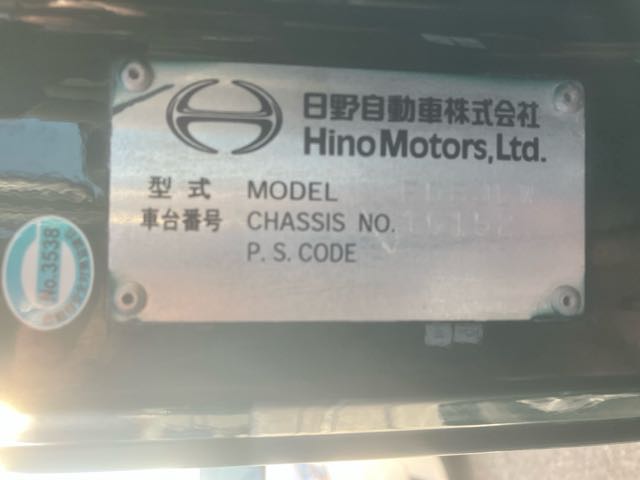 日野自動車株式会社
Hino Motors, Ltd.
型式 MODEL
車台番号 CHASSIS NO.
P. S. CODE
No.3538